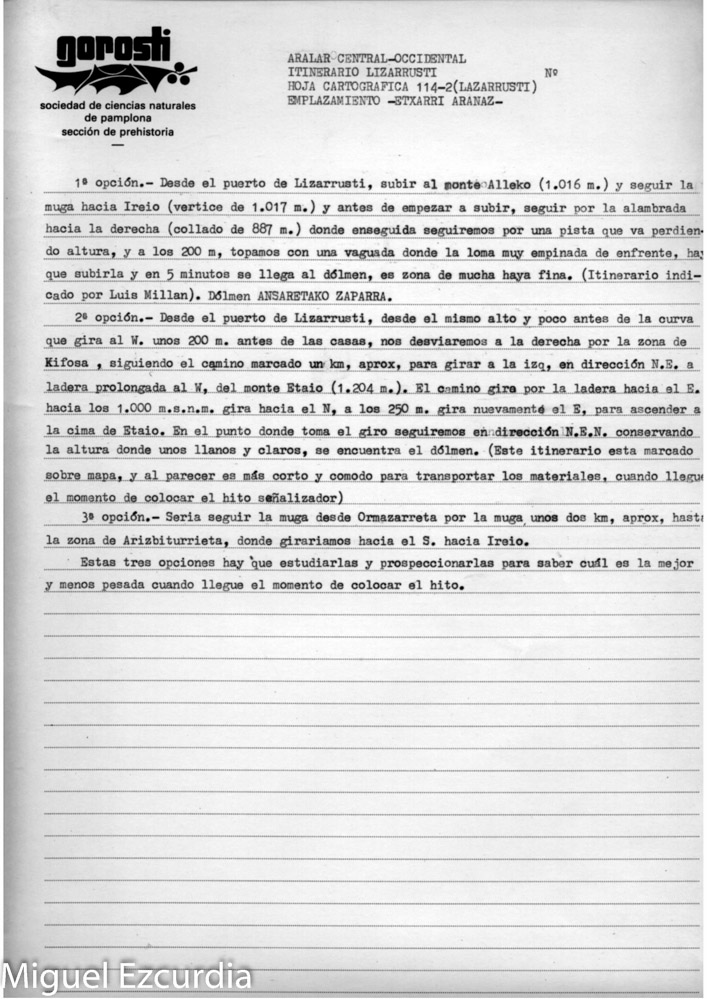 gorosti
sociedad de ciencias naturales
de pamplona
sección de prehistoria
ARALAR CENTRAL-OCCIDENTAL
ITINERARIO LIZARRUSTI Nº
HOJA CARTOGRAFICA 114-2(LAZARRUSTI)
EMPLAZAMIENTO -ETXARRI ARANAZ-
1ª opción.- Desde el puerto de Lizarrusti, subir al monte Alleko (1.016 m.) y seguir la
muga hacia Ireio (vertice de 1.017 m.) y antes de empezar a subir, seguir por la alambrada
hacia la derecha (collado de 887 m.) donde enseguida seguiremos por una pista que va perdien-
do altura, y a los 200 m, topamos con una vaguada donde la loma muy empinada de enfrente, hay
que subirla y en 5 minutos se llega al dólmen, es zona de mucha haya fina. (Itinerario indi-
cado por Luis Millan). Dólmen ANSARETAKO ZAPARRA.
2ª opción.- Desde el puerto de Lizarrusti, desde el mismo alto y poco antes de la curva
que gira al W. unos 200 m. antes de las casas, nos desviaremos a la derecha por la zona de
Kifosa , siguiendo el camino marcado un km, aprox, para girar a la izq, en dirección N.E. a
ladera prolongada al W, del monte Etaio (1.204 m.). El camino gira por la ladera hacia el E.
hacia los 1.000 m.s.n.m. gira hacia el N, a los 250 m. gira nuevamente el E, para ascender a
la cima de Etaio. En el punto donde toma el giro seguiremos en dirección N.E.N. conservando
la altura donde unos llanos y claros, se encuentra el dólmen. (Este itinerario esta marcado
sobre mapa, y al parecer es más corto y comodo para transportar los materiales, cuando llegue
el momento de colocar el hito señalizador)
3ª opción.- Seria seguir la muga desde Ormazarreta por la muga unos dos km, aprox, hasta
la zona de Arizbiturrieta, donde girariamos hacia el S. hacia Ireio.
Estas tres opciones hay que estudiarlas y prospeccionarlas para saber cuál es la mejor
y menos pesada cuando llegue el momento de colocar el hito.
Miguel Ezcurdia